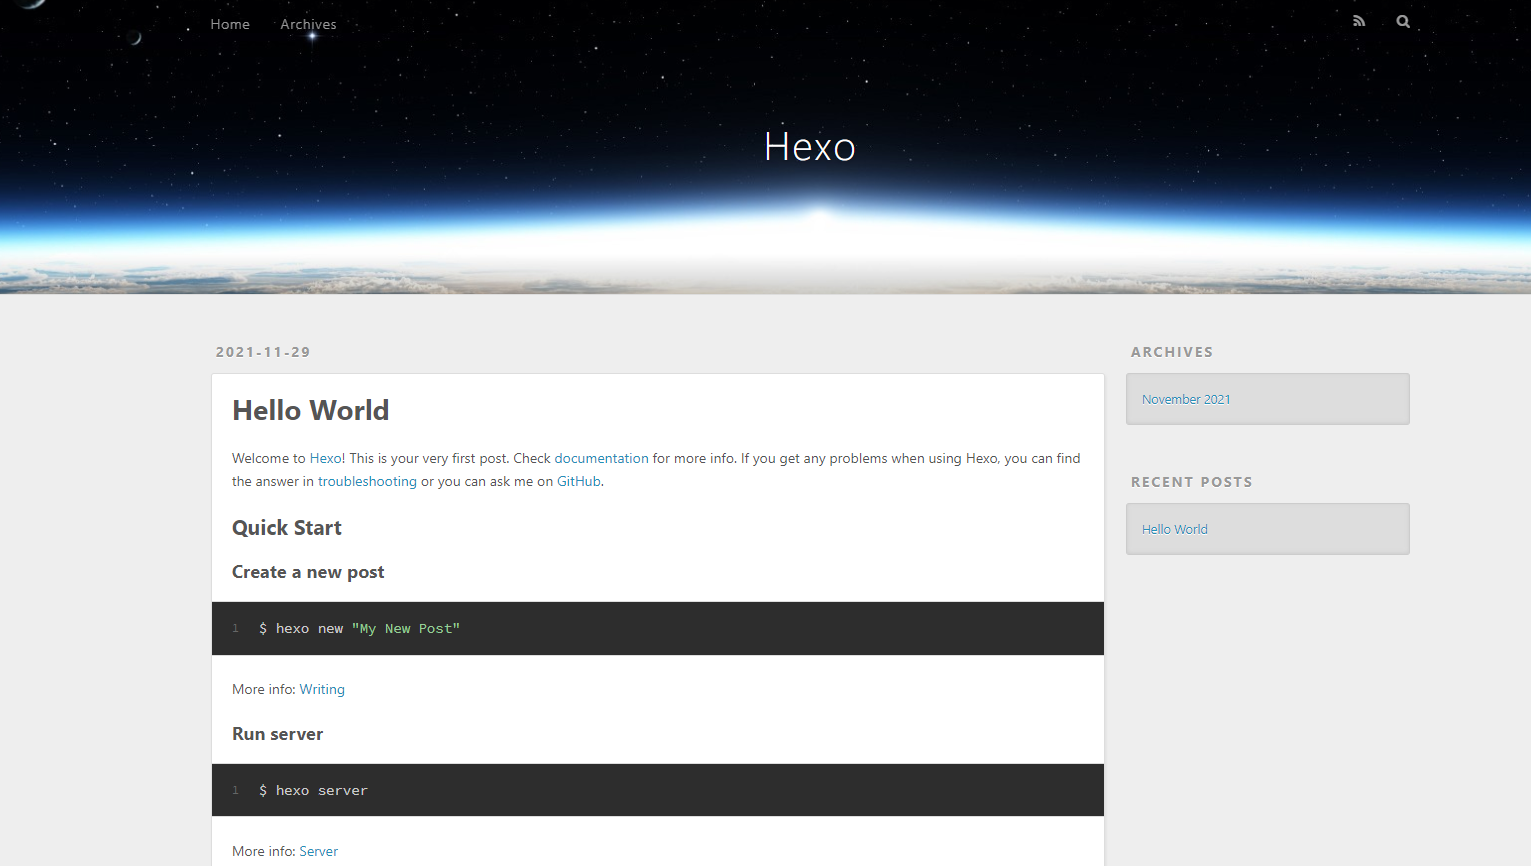 Home Archives
Hexo
2021-11-29
Hello World
Welcome to Hexo! This is your very first post. Check documentation for more info. If you get any problems when using Hexo, you can find
the answer in troubleshooting or you can ask me on GitHub.
Quick Start
Create a new post
1 $ hexo new "My New Post"
More info: Writing
Run server
1 $ hexo server
More info: Server
ARCHIVES
November 2021
RECENT POSTS
Hello World